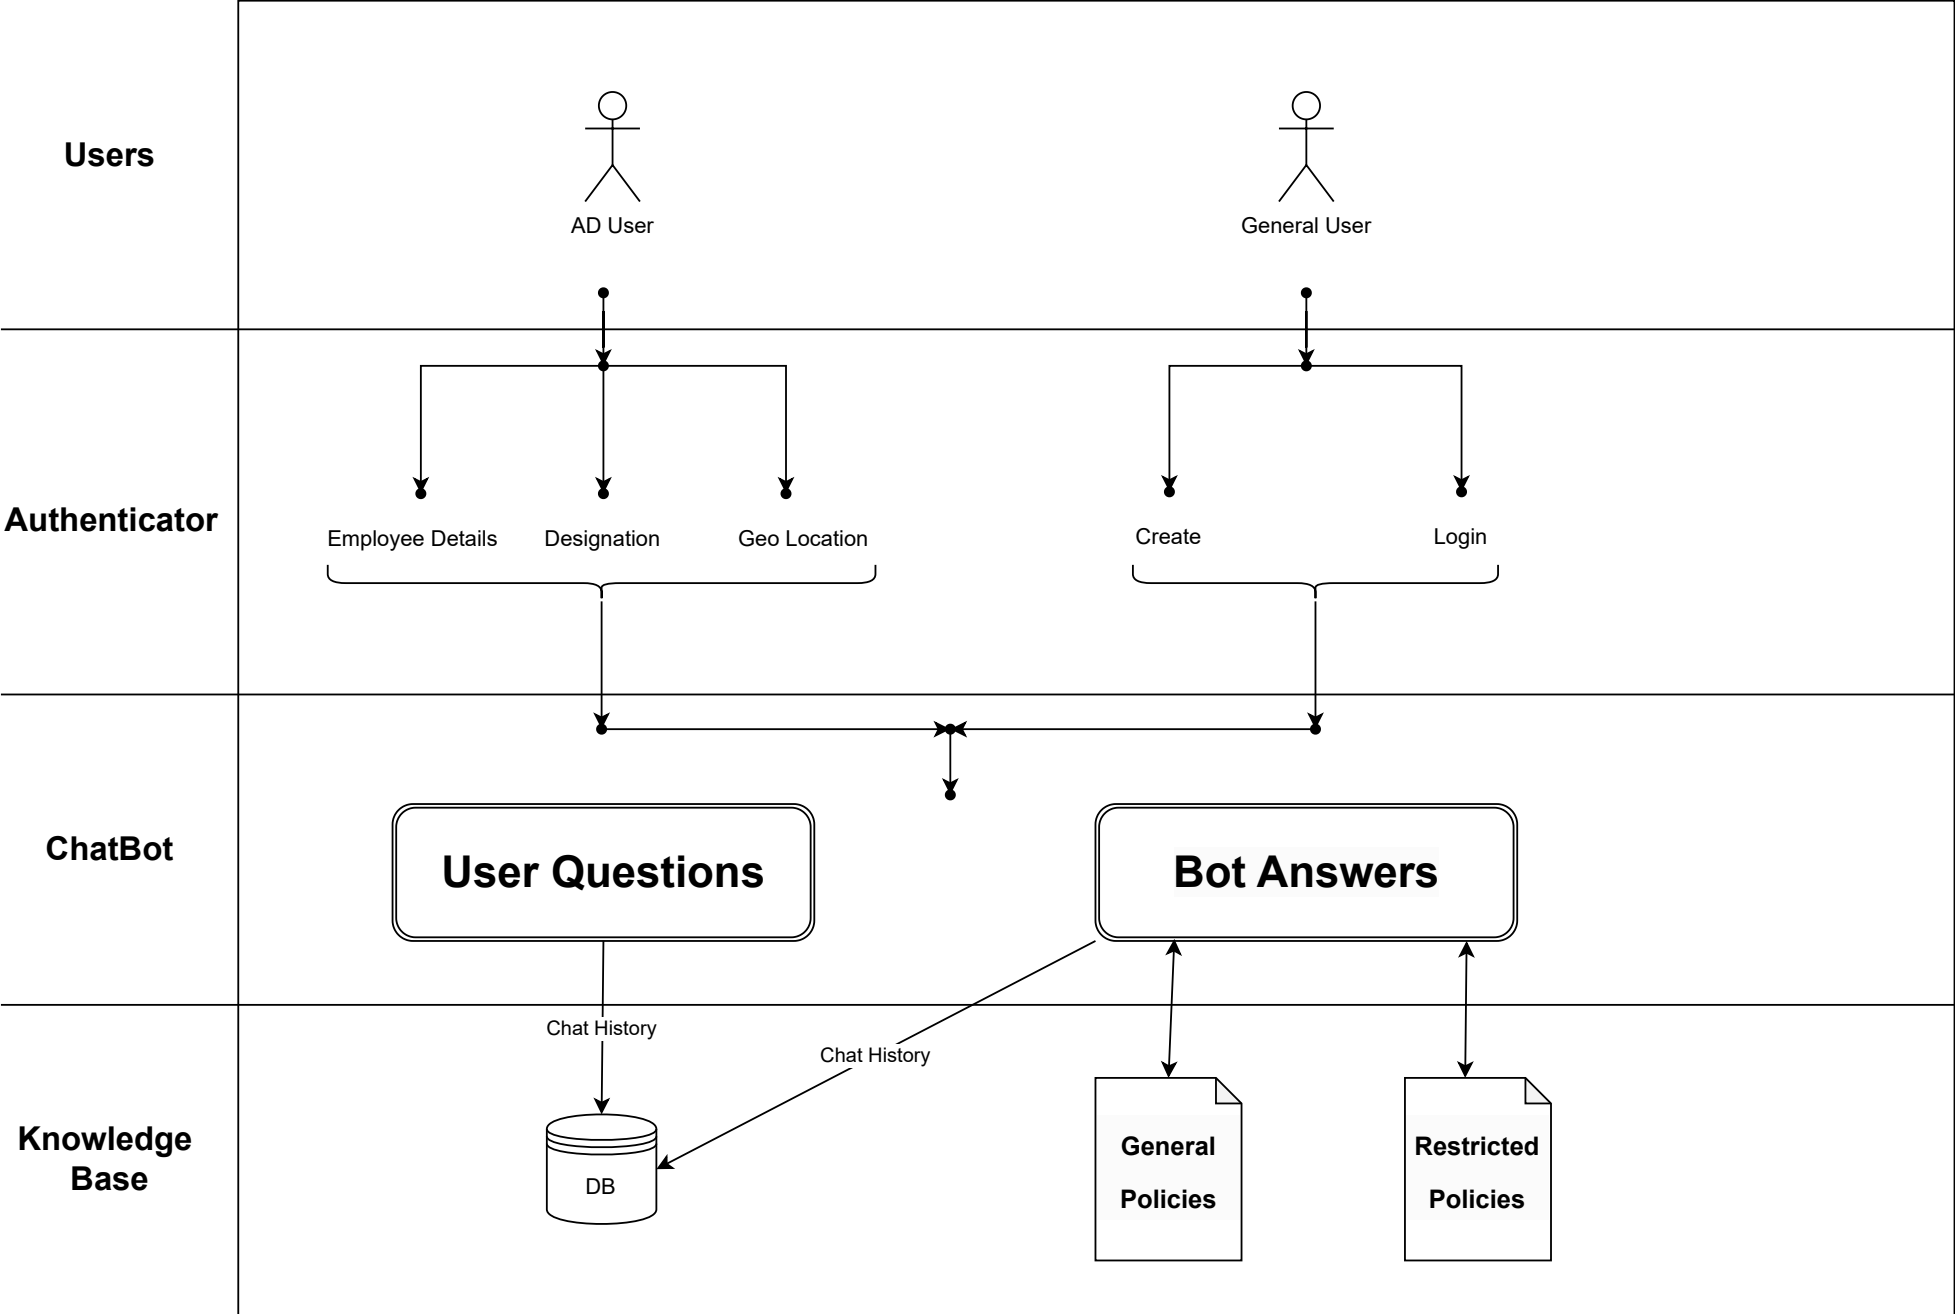 Users
AD User
General User
Authenticator
Employee Details
Designation
Geo Location
Create
Login
ChatBot
User Questions
Bot Answers
Chat History
Chat History
Knowledge
Base
DB
General
Policies
Restricted
Policies